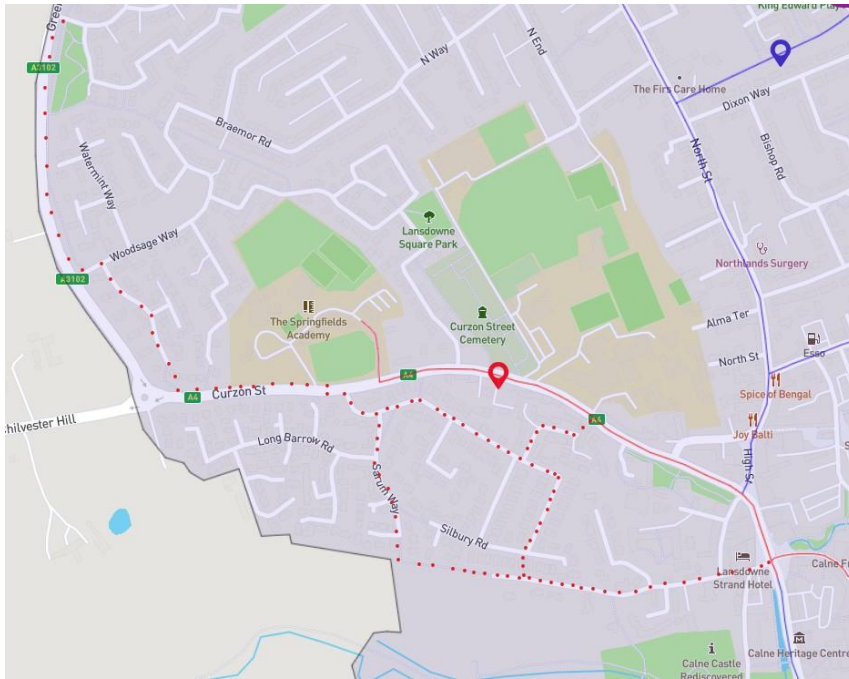 King Edward Play
Gree
A3102
N Way
N End
The Firs Care Home
Dixon Way
Braemor Rd
Bishop Rd
North St
Watermint Way
Lansdowne
Square Park
Woodsage Way
Northlands Surgery
A3102
The Springfields
Academy
Curzon Street
Cemetery
Alma Ter
Esso
North St
A4
Curzon St
A4
Spice of Bengal
chilvester Hill
A4
Joy Balti
Long Barrow Rd
High St
S
Sarum Way
Silbury Rd
Lansdowne
Strand Hotel
Calne F
Calne Heritage Centre
Calne Castle
Rediscovered